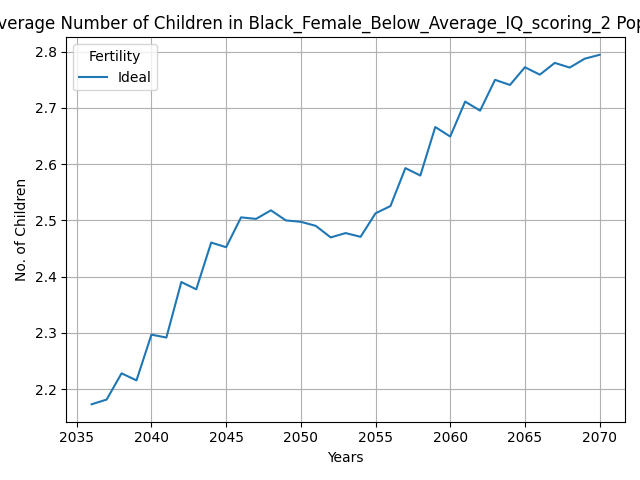 verage Number of Children in Black_Female_Below_Average_IQ_scoring_2 Pop
Fertility
Ideal
No. of Children
2.8
2.7
2.6
2.5
2.4
2.3
2.2
2035 2040 2045 2050 2055 2060 2065 2070
Years